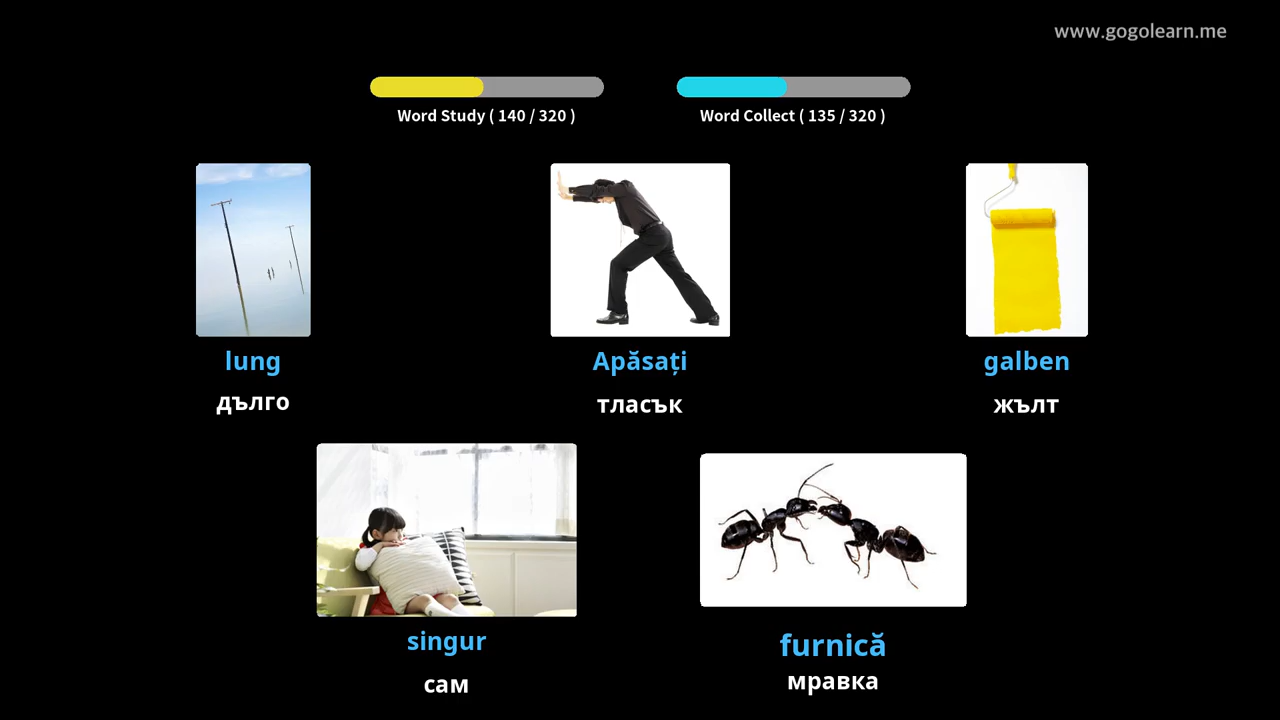 www.gogolearn.me
Word Study ( 140 / 320 )
Word Collect ( 135 / 320 )
lung
дълго
Apăsați
тласък
galben
жълт
singur
сам
furnică
мравка